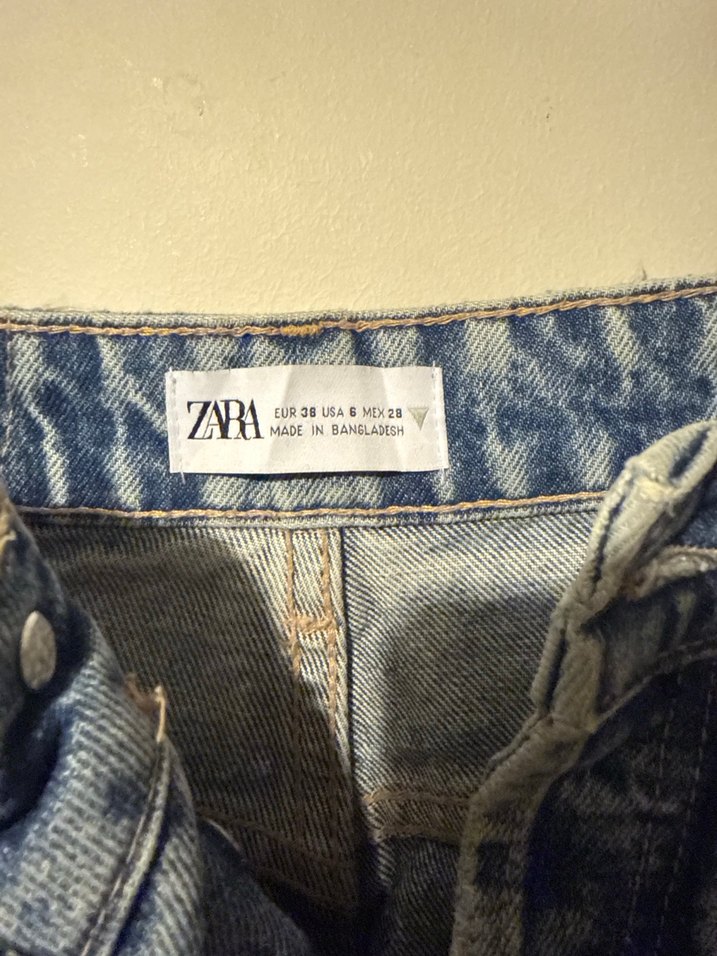 ZARA
EUR 38 USA 6 MEX 28
MADE IN BANGLADESH